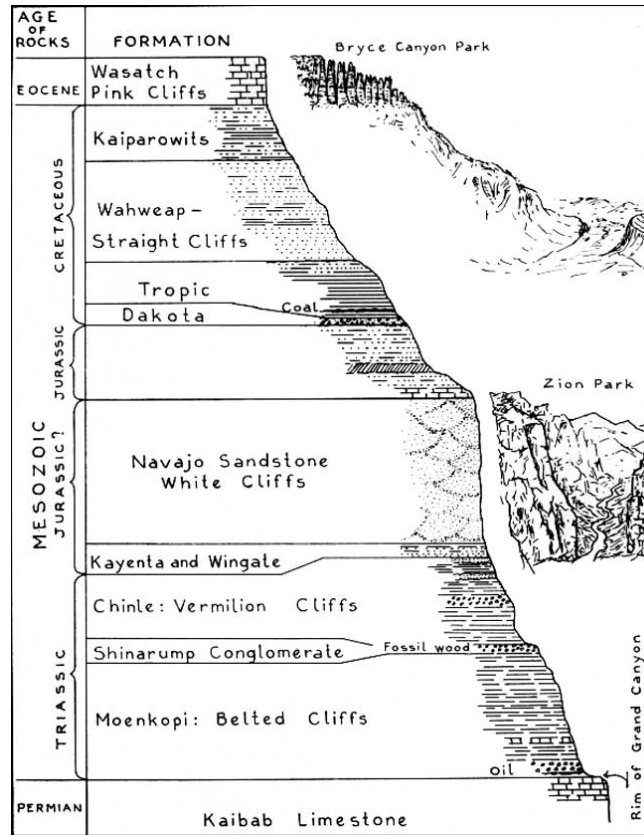 AGE
OF
ROCKS
FORMATION
Bryce Canyon Park
EOCENE
Wasatch
Pink Cliffs
CRETACEOUS
Kaiparowits
Wahweap -
Straight Cliffs
Tropic
Coal
Dakota
MESOZOIC
JURASSIC
Zion Park
JURASSIC?
Navajo Sandstone
White Cliffs
Kayenta and Wingate
TRIASSIC
Chinle: Vermilion Cliffs
Shinarump Conglomerate
Fossil wood
Moenkopi: Belted Cliffs
Oil
Rim of Grand Canyon
PERMIAN
Kaibab Limestone